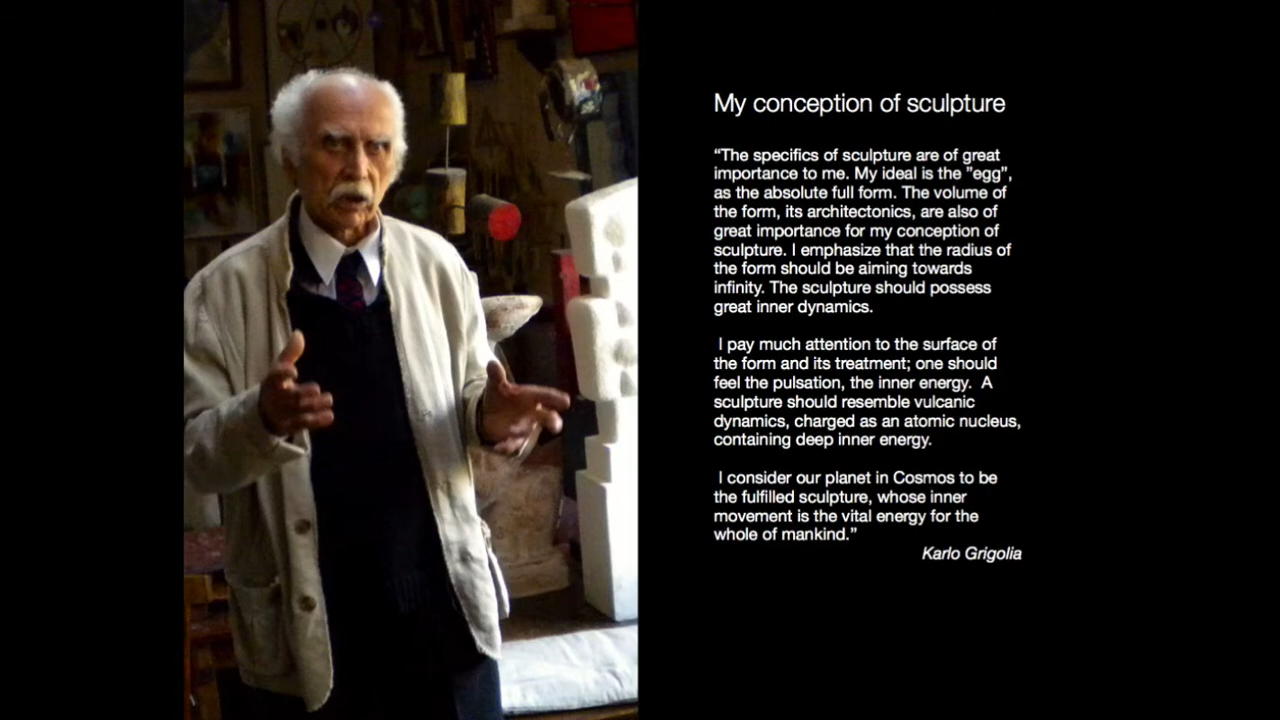 My conception of sculpture
“The specifics of sculpture are of great
importance to me. My ideal is the ”egg”,
as the absolute full form. The volume of
the form, its architectonics, are also of
great importance for my conception of
sculpture. I emphasize that the radius of
the form should be aiming towards
infinity. The sculpture should possess
great inner dynamics.
I pay much attention to the surface of
the form and its treatment; one should
feel the pulsation, the inner energy.  A
sculpture should resemble vulcanic
dynamics, charged as an atomic nucleus,
containing deep inner energy.
I consider our planet in Cosmos to be
the fulfilled sculpture, whose inner
movement is the vital energy for the
whole of mankind.”
Karlo Grigolia